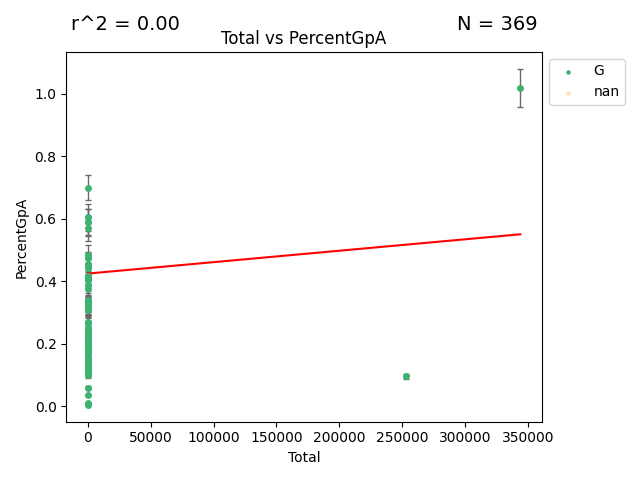 r^2 = 0.00
N = 369
Total vs PercentGpA
G
nan
PercentGpA
1.0
0.8
0.6
0.4
0.2
0.0
0 50000 100000 150000 200000 250000 300000 350000
Total